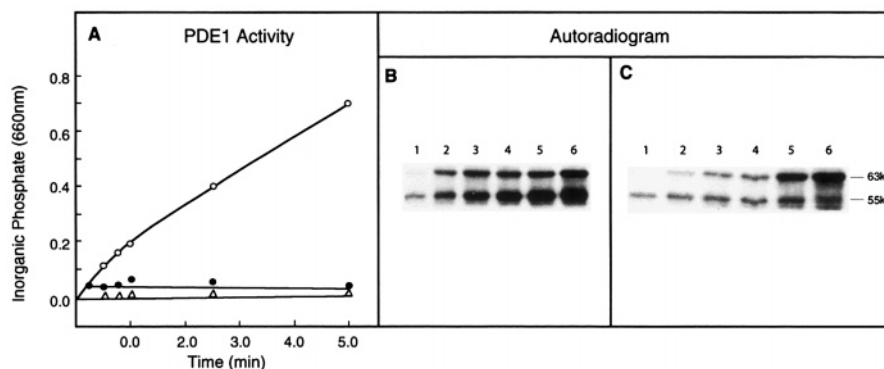 A
PDE1 Activity
Autoradiogram
Inorganic Phosphate (660nm)
0.8
0.6
0.4
0.2
0.0
0.0 2.0 3.0 4.0 5.0
Time (min)
B
1 2 3 4 5 6
C
1 2 3 4 5 6
63k
55k